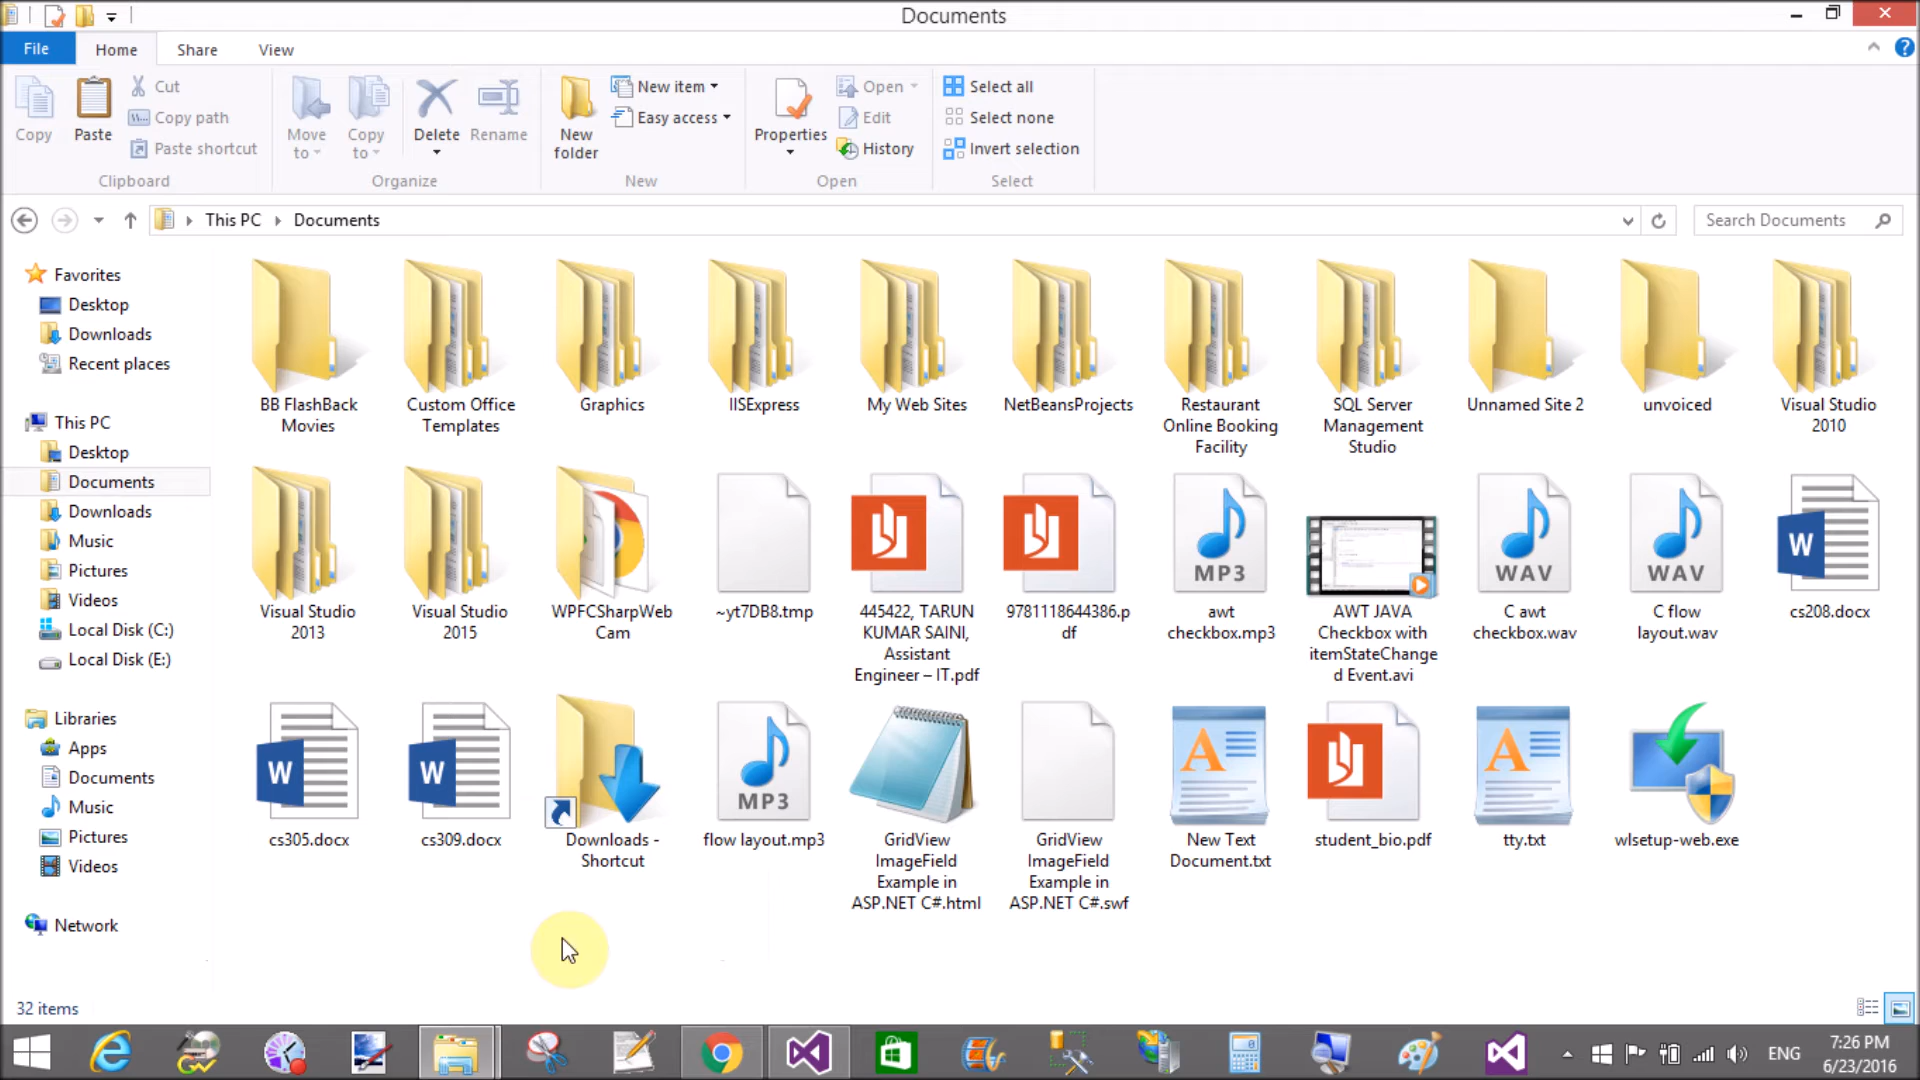 Documents
File
Home
Share
View
Copy
Paste
Cut
Copy path
Paste shortcut
Clipboard
Move
to
Copy
to
Delete
Rename
Organize
New
folder
New item
Easy access
New
Properties
Open
Edit
History
Open
Select all
Select none
Invert selection
Select
This PC
Documents
Search Documents
Favorites
Desktop
Downloads
Recent places
This PC
Desktop
Documents
Downloads
Music
Pictures
Videos
Local Disk (C:)
Local Disk (E:)
Libraries
Apps
Documents
Music
Pictures
Videos
Network
BB FlashBack
Movies
Custom Office
Templates
Graphics
IISExpress
My Web Sites
NetBeansProjects
Restaurant
Online Booking
Facility
SQL Server
Management
Studio
Unnamed Site 2
unvoiced
Visual Studio
2010
Visual Studio
2013
Visual Studio
2015
WPFCSharpWeb
Cam
~yt7DB8.tmp
445422, TARUN
KUMAR SAINI,
Assistant
Engineer – IT.pdf
9781118644386.p
df
MP3
awt
checkbox.mp3
AWT JAVA
Checkbox with
itemStateChange
d Event.avi
WAV
C awt
checkbox.wav
WAV
C flow
layout.wav
W
cs208.docx
W
cs305.docx
W
cs309.docx
Downloads -
Shortcut
MP3
flow layout.mp3
GridView
ImageField
Example in
ASP.NET C#.html
GridView
ImageField
Example in
ASP.NET C#.swf
A
New Text
Document.txt
student_bio.pdf
A
tty.txt
wlsetup-web.exe
32 items
ENG
7:26 PM
6/23/2016